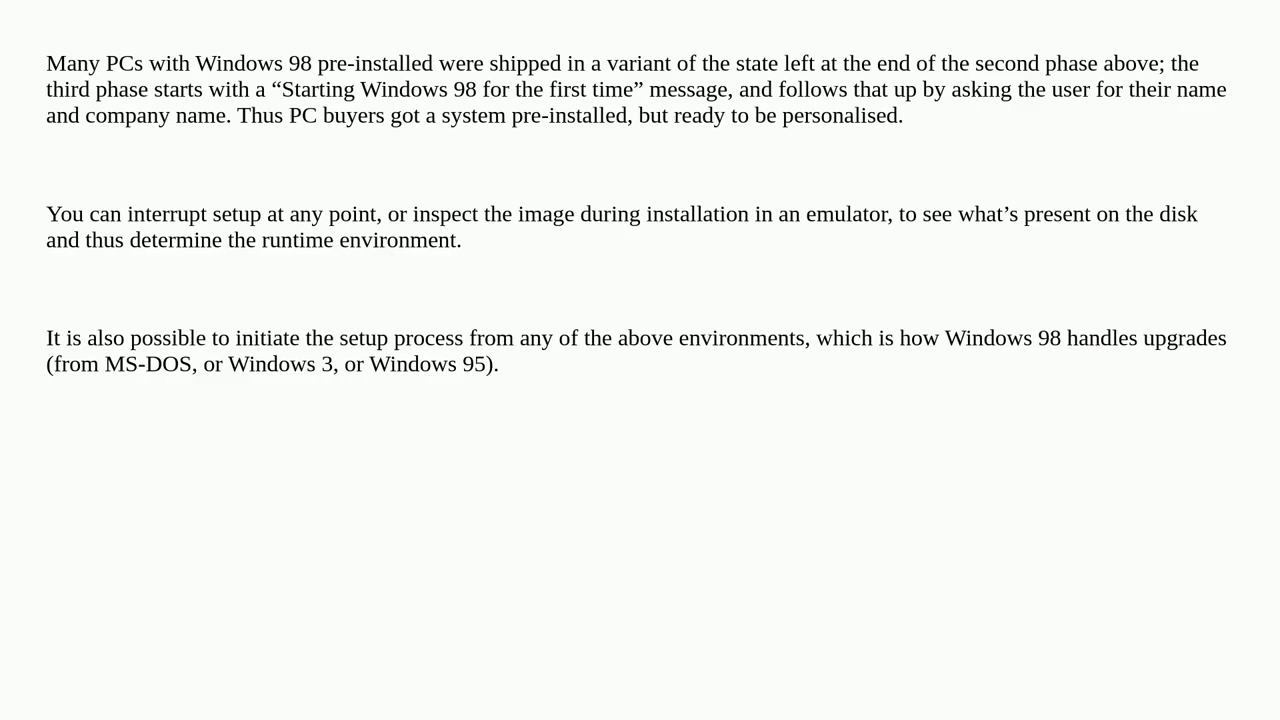 Many PCs with Windows 98 pre-installed were shipped in a variant of the state left at the end of the second phase above; the
third phase starts with a “Starting Windows 98 for the first time” message, and follows that up by asking the user for their name
and company name. Thus PC buyers got a system pre-installed, but ready to be personalised.
You can interrupt setup at any point, or inspect the image during installation in an emulator, to see what’s present on the disk
and thus determine the runtime environment.
It is also possible to initiate the setup process from any of the above environments, which is how Windows 98 handles upgrades
(from MS-DOS, or Windows 3, or Windows 95).